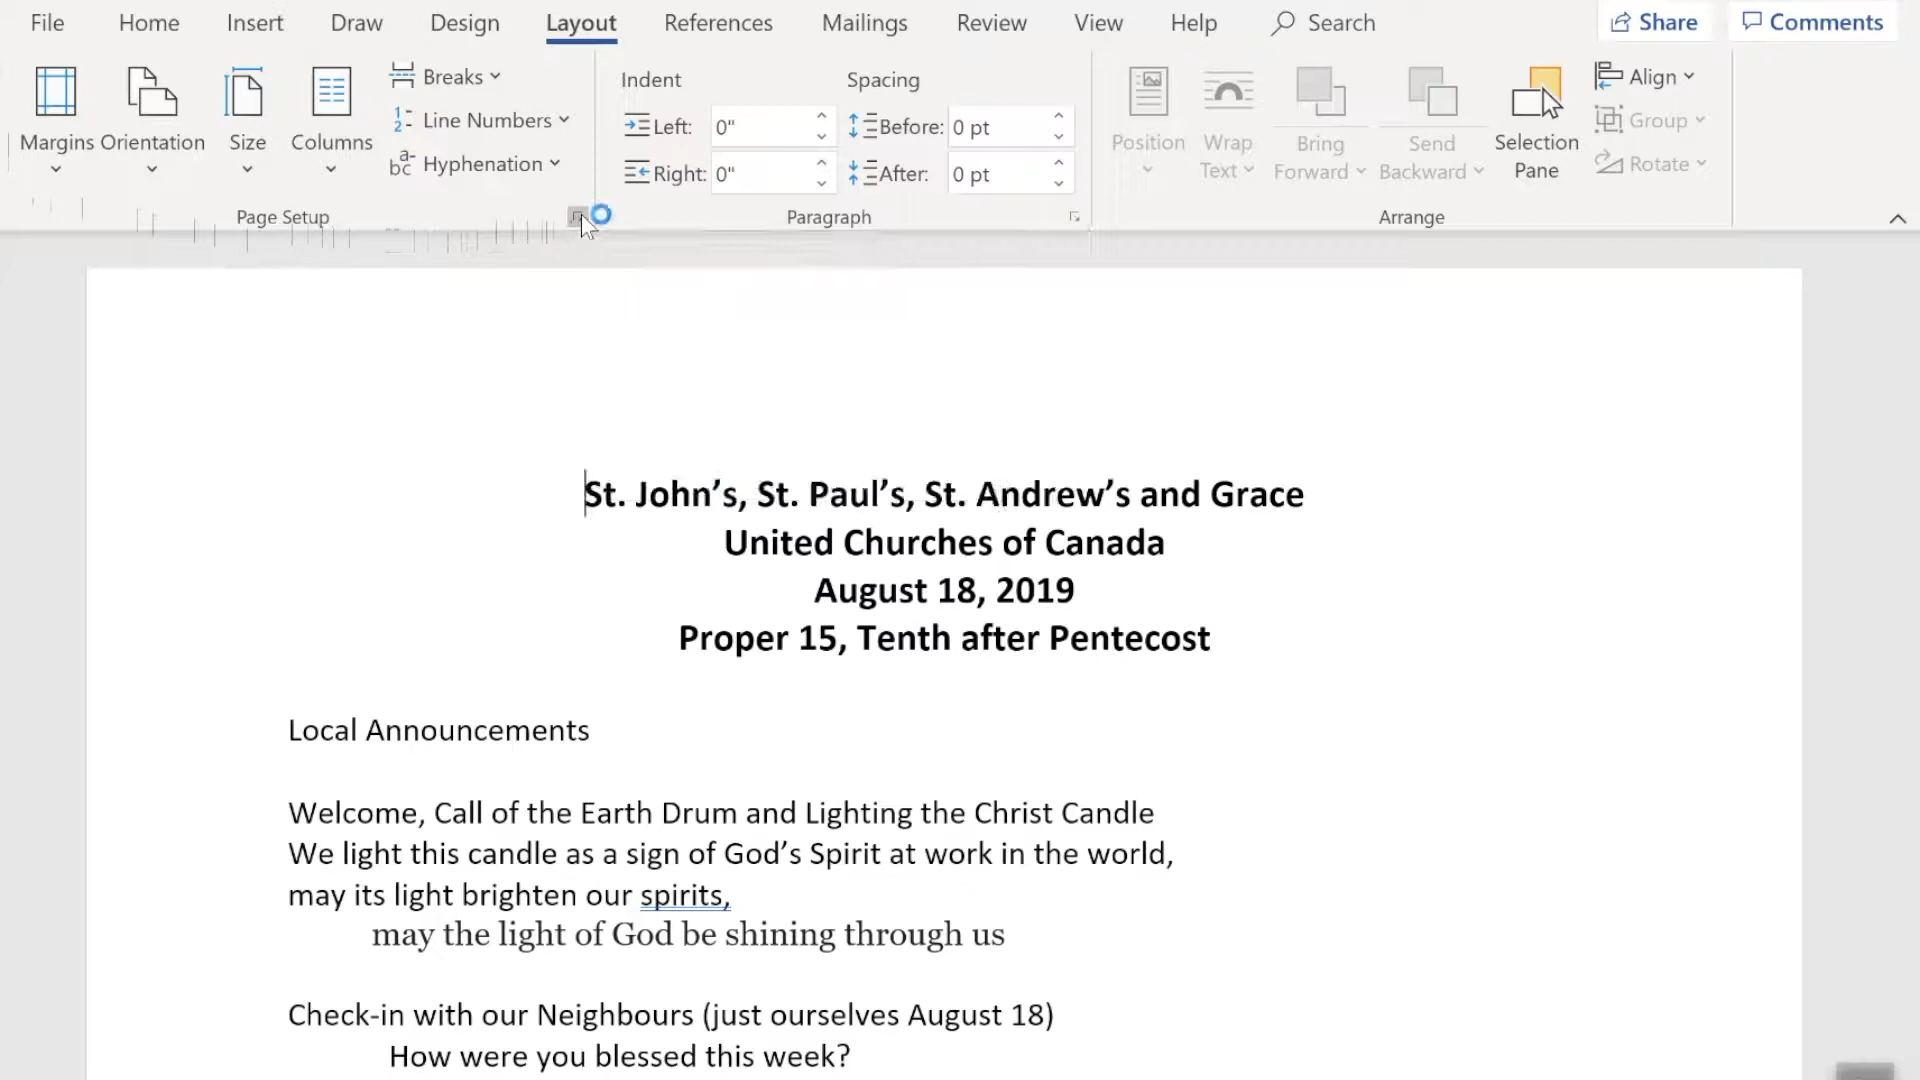 File Home Insert Draw Design Layout References Mailings Review View Help Search Share Comments
Margins Orientation Size Columns
Breaks
Line Numbers
Hyphenation
Page Setup
Indent Spacing
Left: 0" Before: 0 pt
Right: 0" After: 0 pt
Paragraph
Position Wrap Text Bring Forward Send Backward Selection Pane
Align
Group
Rotate
Arrange
St. John’s, St. Paul’s, St. Andrew’s and Grace
United Churches of Canada
August 18, 2019
Proper 15, Tenth after Pentecost
Local Announcements
Welcome, Call of the Earth Drum and Lighting the Christ Candle
We light this candle as a sign of God’s Spirit at work in the world,
may its light brighten our spirits,
may the light of God be shining through us
Check-in with our Neighbours (just ourselves August 18)
How were you blessed this week?